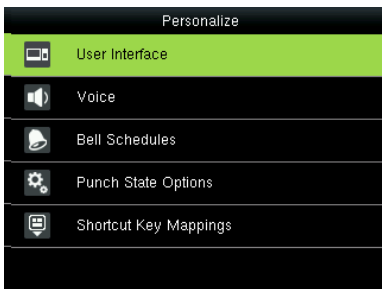 Personalize
User Interface
Voice
Bell Schedules
Punch State Options
Shortcut Key Mappings